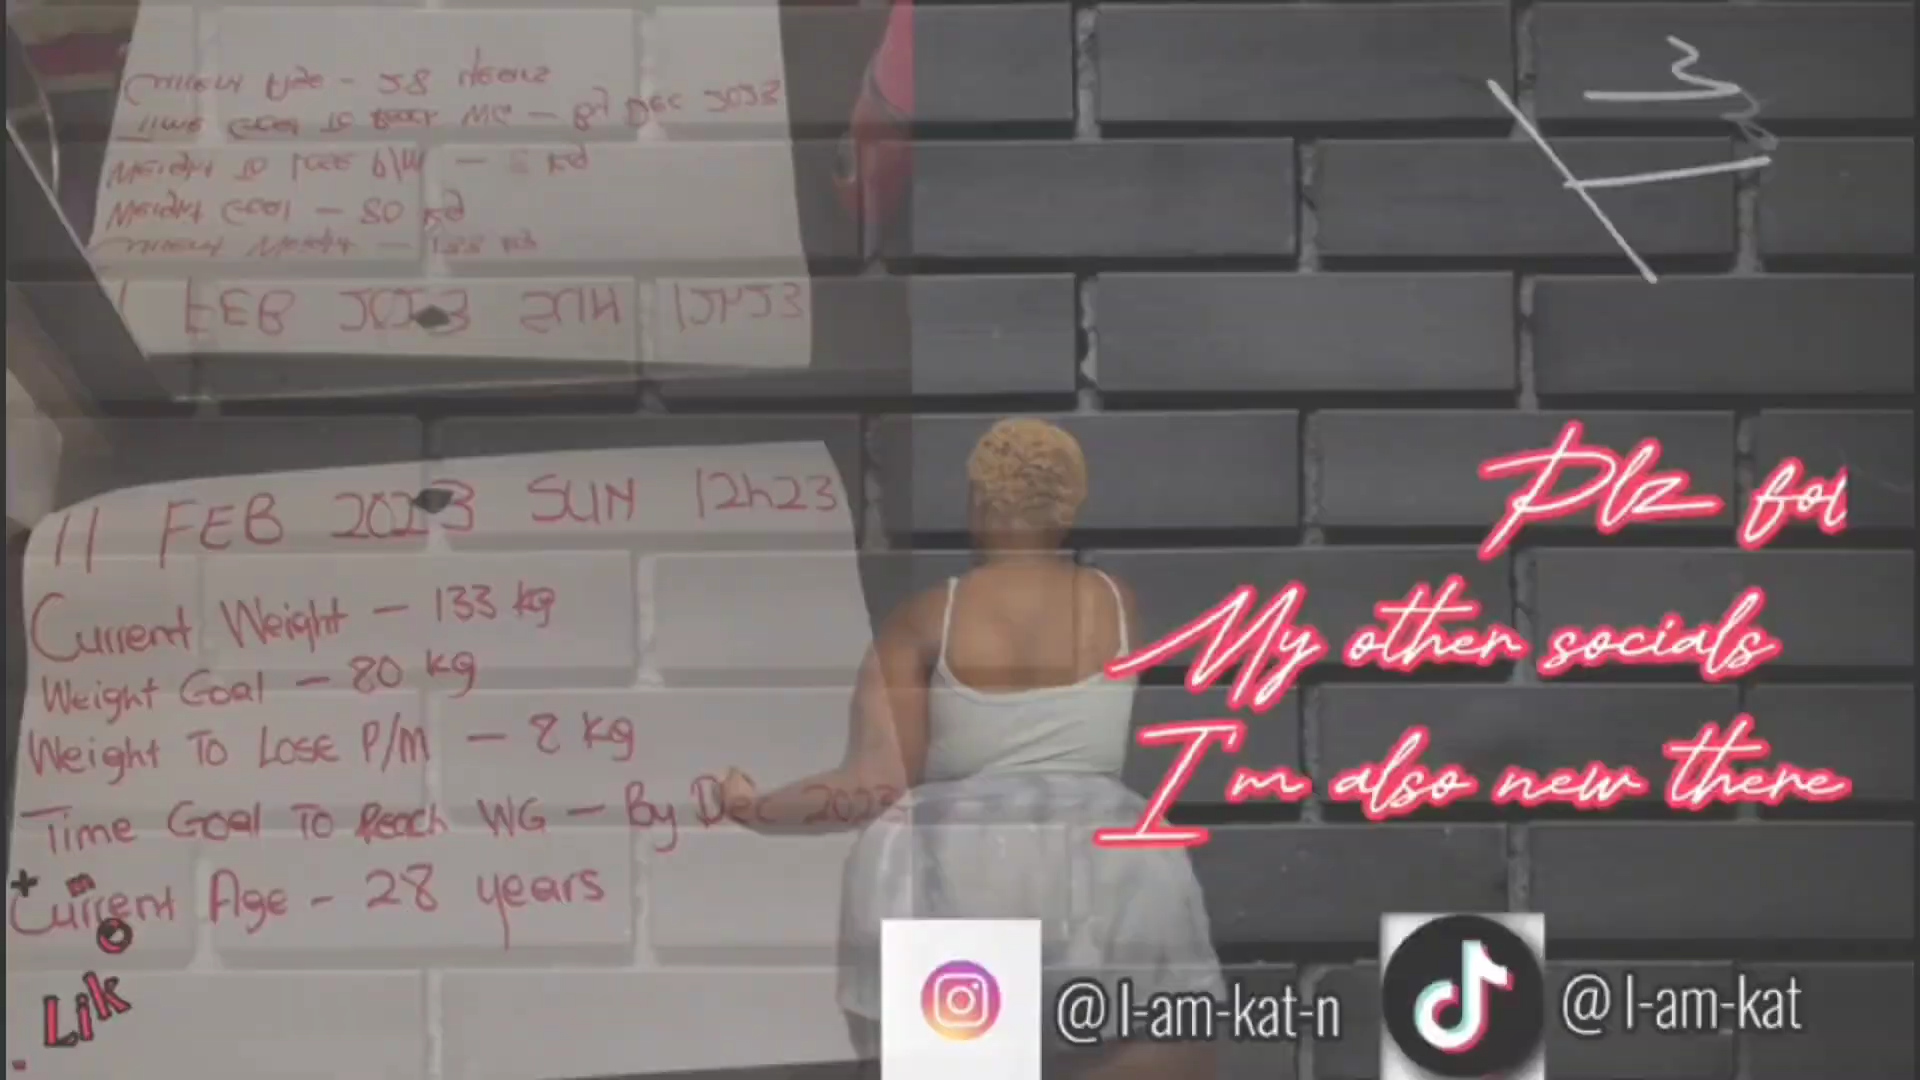 11 FEB 2023 SUN 12h23
Current Weight - 133 kg
Weight Goal - 80 kg
Weight To Lose P/M - 8 kg
Time Goal To Reach WG - By Dec 2023
Current Age - 28 years
Lik
Plz fol
My other socials
I'm also new there
@I-am-kat-n
@I-am-kat